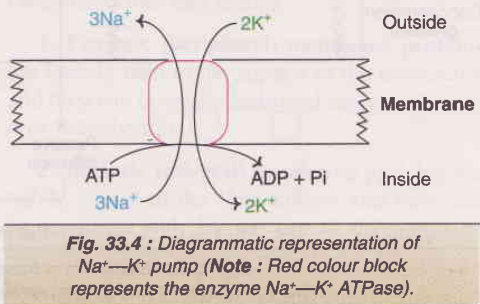 3Na⁺ 2K⁺ Outside
Membrane
ATP ADP + Pi Inside
3Na⁺ 2K⁺
Fig. 33.4 : Diagrammatic representation of
Na⁺—K⁺ pump (Note : Red colour block
represents the enzyme Na⁺—K⁺ ATPase).